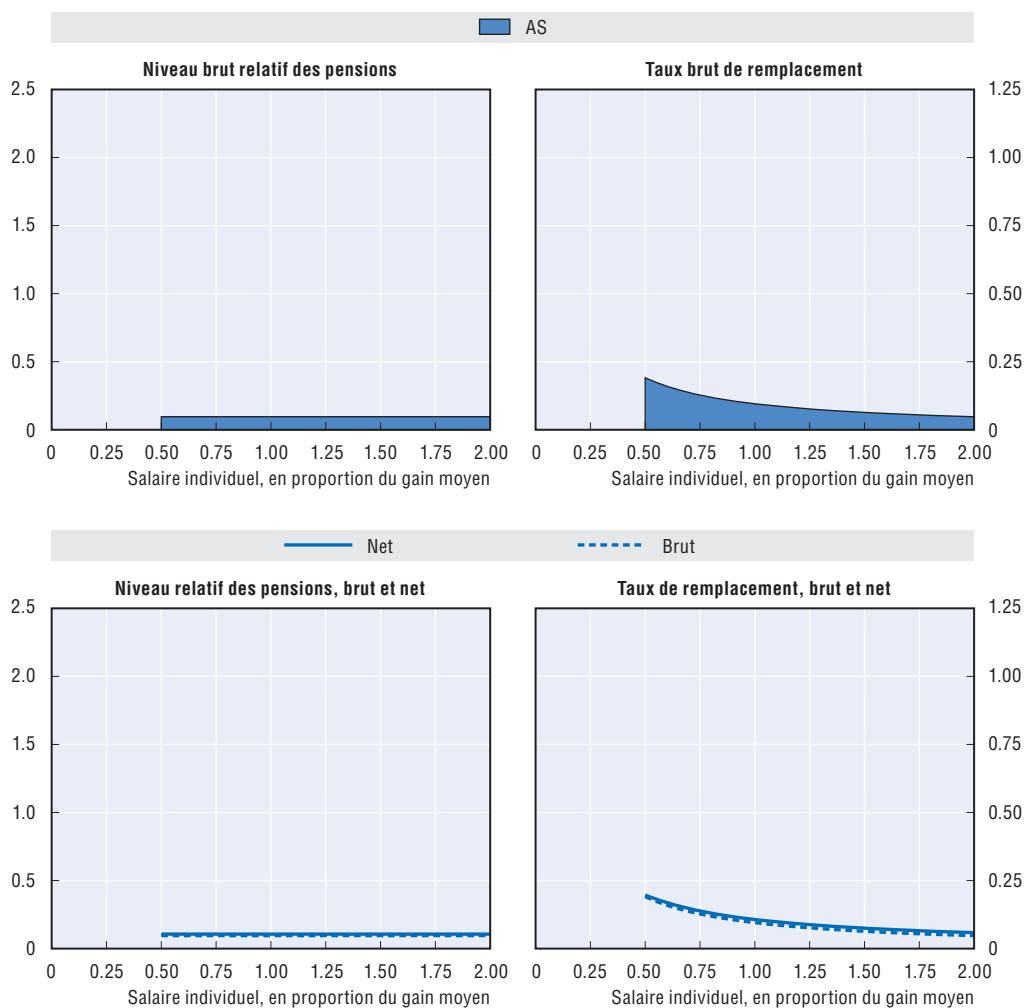 AS
Niveau brut relatif des pensions
2.5
2.0
1.5
1.0
0.5
0
0 0.25 0.50 0.75 1.00 1.25 1.50 1.75 2.00
Salaire individuel, en proportion du gain moyen
Taux brut de remplacement
1.25
1.00
0.75
0.50
0.25
0
0 0.25 0.50 0.75 1.00 1.25 1.50 1.75 2.00
Salaire individuel, en proportion du gain moyen
Net Brut
Niveau relatif des pensions, brut et net
2.5
2.0
1.5
1.0
0.5
0
0 0.25 0.50 0.75 1.00 1.25 1.50 1.75 2.00
Salaire individuel, en proportion du gain moyen
Taux de remplacement, brut et net
1.25
1.00
0.75
0.50
0.25
0
0 0.25 0.50 0.75 1.00 1.25 1.50 1.75 2.00
Salaire individuel, en proportion du gain moyen